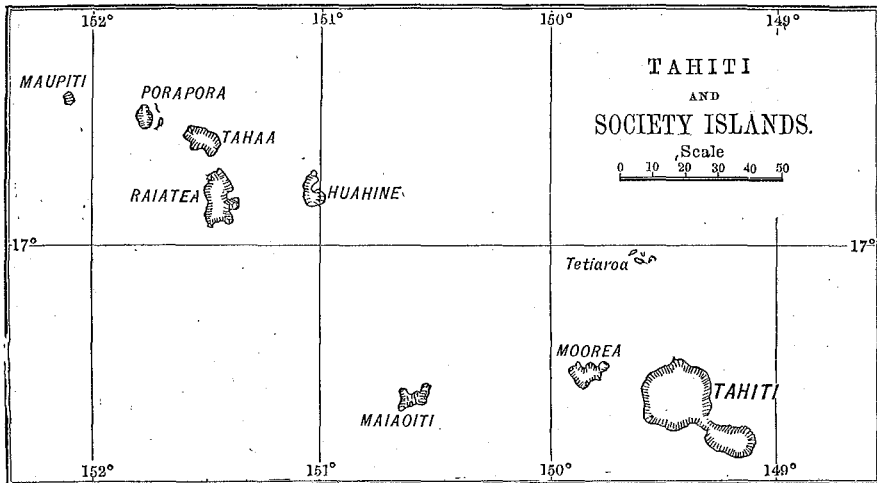 152° 151° 150° 149°
TAHITI
AND
SOCIETY ISLANDS.
Scale
0 10 20 30 40 50
MAUPITI
PORAPORA
TAHAA
RAIATEA
HUAHINE
17° 17°
Tetiaroa
MOOREA
TAHITI
MAIAOITI
152° 151° 150° 149°